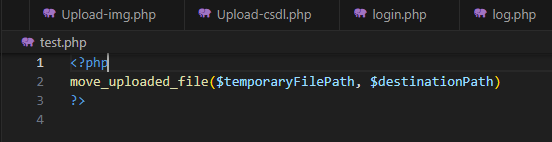 Upload-img.php Upload-csdl.php login.php log.php
test.php
1 <?php
2 move_uploaded_file($temporaryFilePath, $destinationPath)
3 ?>
4